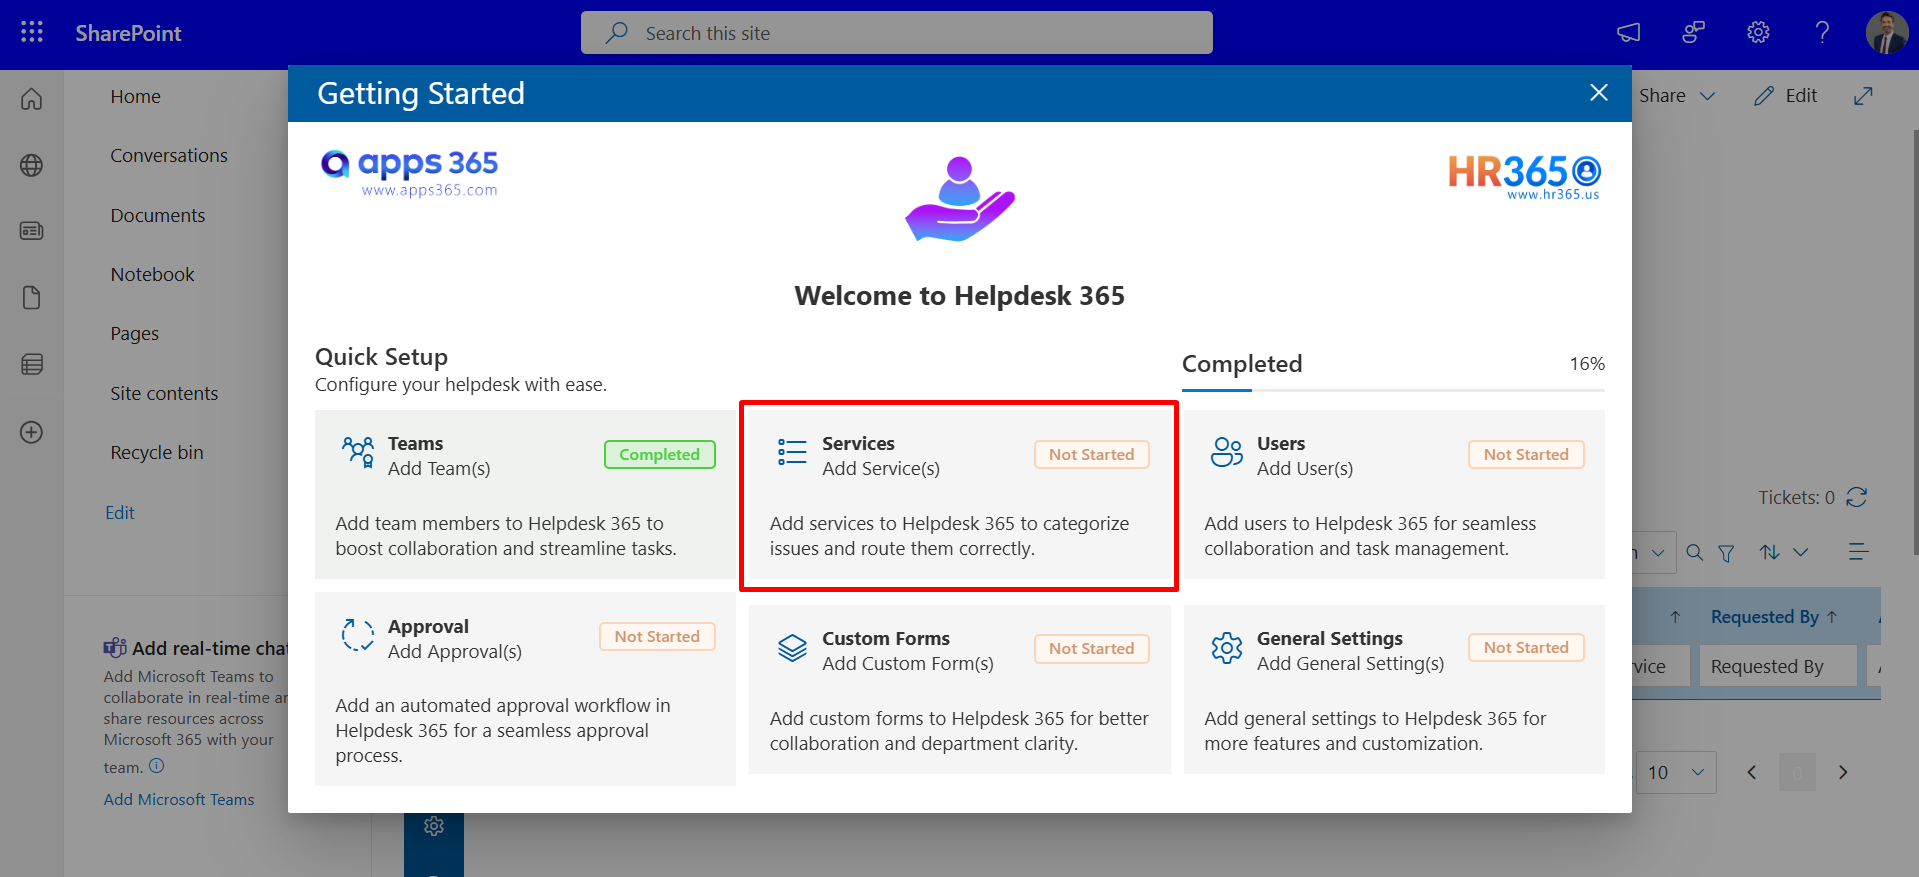 SharePoint
Search this site
Home
Conversations
Documents
Notebook
Pages
Site contents
Recycle bin
Edit
Add real-time chat
Add Microsoft Teams to
collaborate in real-time
share resources across
Microsoft 365 with your
team.
Add Microsoft Teams
Share
Edit
Getting Started
apps 365
www.apps365.com
HR365
www.hr365.us
Welcome to Helpdesk 365
Quick Setup
Configure your helpdesk with ease.
Completed
16%
Teams
Add Team(s)
Completed
Add team members to Helpdesk 365 to
boost collaboration and streamline tasks.
Services
Add Service(s)
Not Started
Add services to Helpdesk 365 to categorize
issues and route them correctly.
Users
Add User(s)
Not Started
Add users to Helpdesk 365 for seamless
collaboration and task management.
Approval
Add Approval(s)
Not Started
Add an automated approval workflow in
Helpdesk 365 for a seamless approval
process.
Custom Forms
Add Custom Form(s)
Not Started
Add custom forms to Helpdesk 365 for better
collaboration and department clarity.
General Settings
Add General Setting(s)
Not Started
Add general settings to Helpdesk 365 for
more features and customization.
Tickets: 0
Requested By
Requested By
10
0